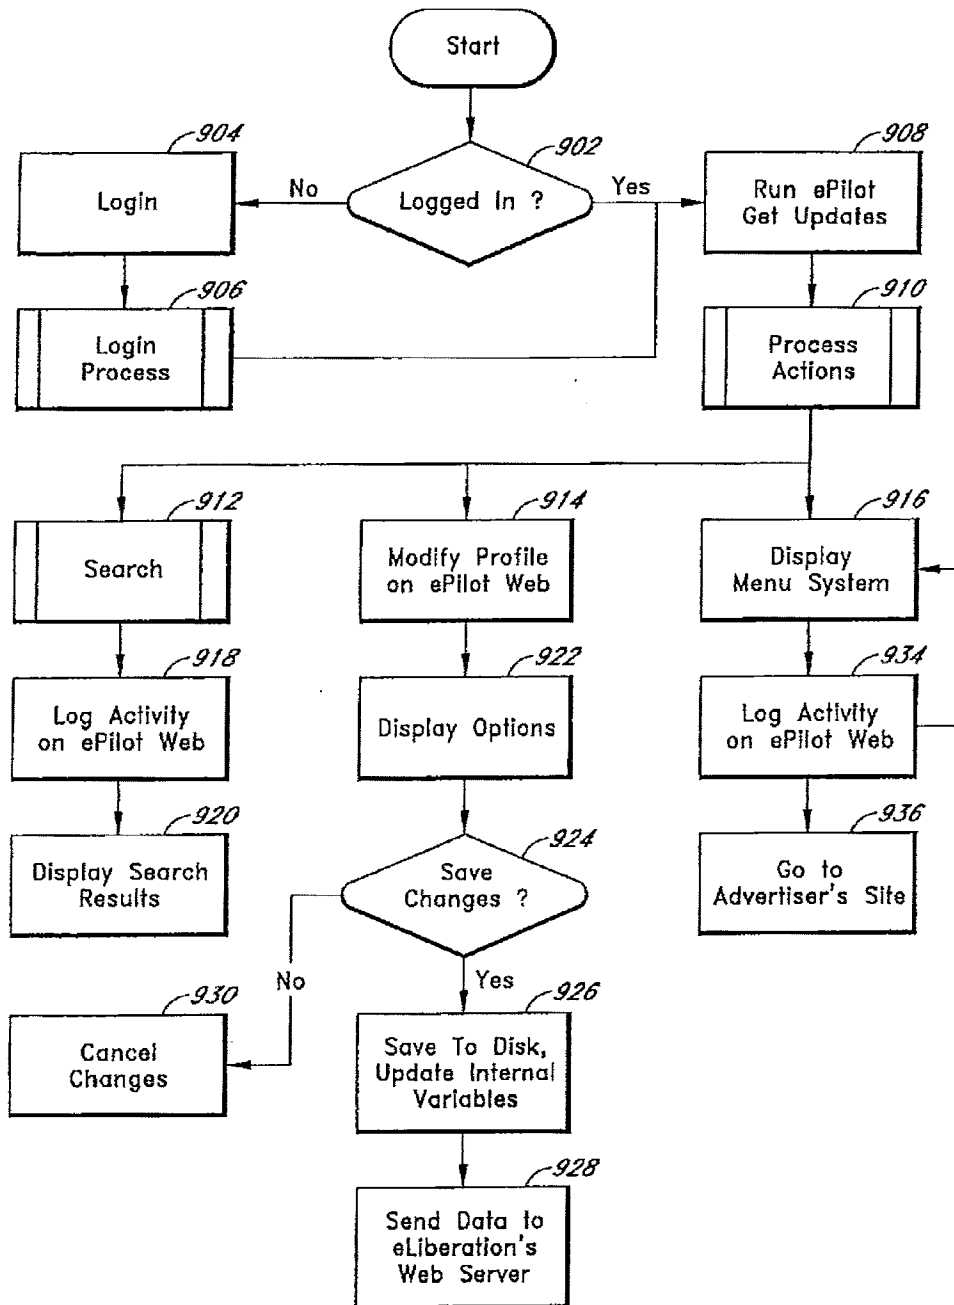 Start
904
902
908
Login
No
Logged In ?
Yes
Run ePilot
Get Updates
906
910
Login
Process
Process
Actions
912
914
916
Search
Modify Profile
on ePilot Web
Display
Menu System
918
922
934
Log Activity
on ePilot Web
Display Options
Log Activity
on ePilot Web
920
924
936
Display Search
Results
Save
Changes ?
Go to
Advertiser's Site
No
Yes
930
926
Cancel
Changes
Save To Disk,
Update Internal
Variables
928
Send Data to
eLiberation's
Web Server